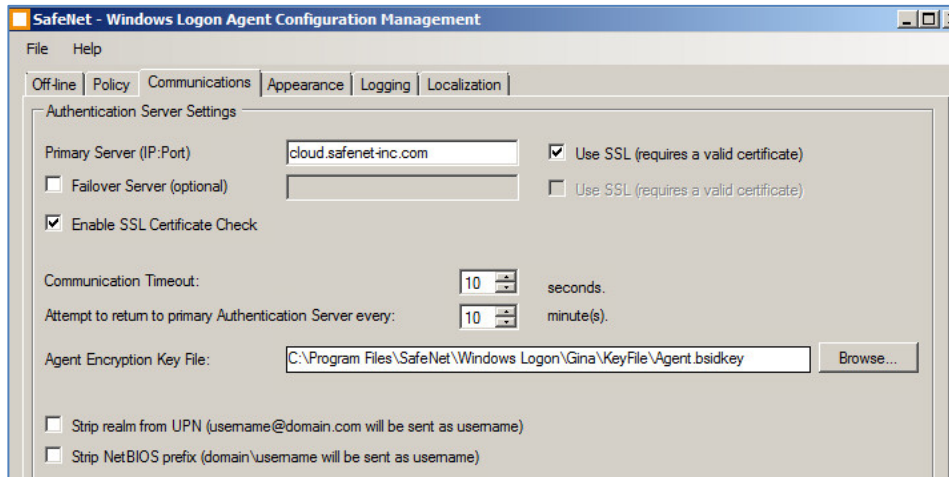 SafeNet - Windows Logon Agent Configuration Management
File Help
Off-line Policy Communications Appearance Logging Localization
Authentication Server Settings
Primary Server (IP:Port) cloud.safenet-inc.com Use SSL (requires a valid certificate)
Failover Server (optional) Use SSL (requires a valid certificate)
Enable SSL Certificate Check
Communication Timeout: 10 seconds.
Attempt to return to primary Authentication Server every: 10 minute(s).
Agent Encryption Key File: C:\Program Files\SafeNet\Windows Logon\Gina\KeyFile\Agent.bsidkey Browse...
Strip realm from UPN (username@domain.com will be sent as username)
Strip NetBIOS prefix (domain\username will be sent as username)